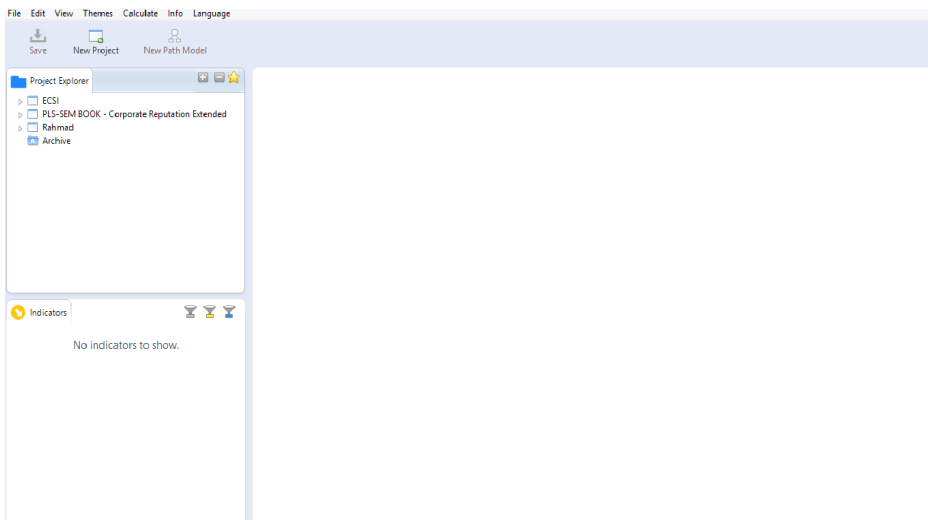 File Edit View Themes Calculate Info Language
Save New Project New Path Model
Project Explorer
ECSI
PLS-SEM BOOK - Corporate Reputation Extended
Rahmad
Archive
Indicators
No indicators to show.